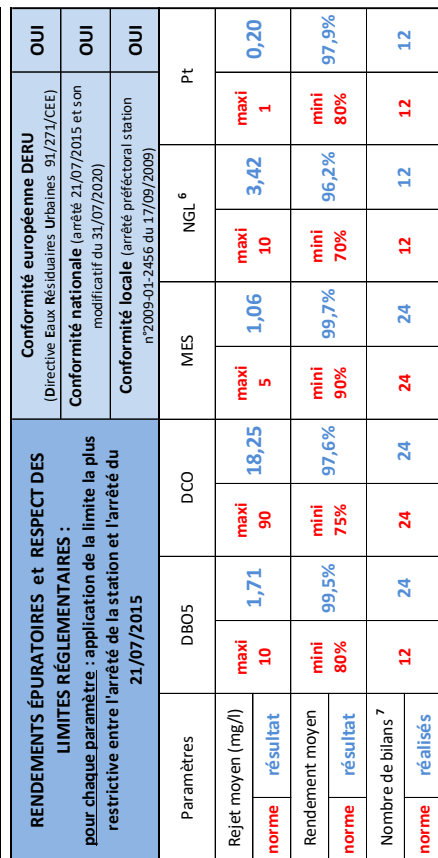 RENDEMENTS ÉPURATOIRES et RESPECT DES
LIMITES RÉGLEMENTAIRES :
pour chaque paramètre : application de la limite la plus
restrictive entre l'arrêté de la station et l'arrêté du
21/07/2015
Conformité européenne DERU
(Directive Eaux Résiduaires Urbaines 91/271/CEE)
OUI
Conformité nationale (arrêté 21/07/2015 et son
modificatif du 31/07/2020)
OUI
Conformité locale (arrêté préféctoral station
n°2009-01-2456 du 17/09/2009)
OUI
Paramètres DBO5 DCO MES NGL 6 Pt
Rejet moyen (mg/l)
norme résultat
maxi 10 1,71 maxi 90 18,25 maxi 5 1,06 maxi 10 3,42 maxi 1 0,20
Rendement moyen
norme résultat
mini 80% 99,5% mini 75% 97,6% mini 90% 99,7% mini 70% 96,2% mini 80% 97,9%
Nombre de bilans 7
norme réalisés
12 24 24 24 24 24 12 12 12 12